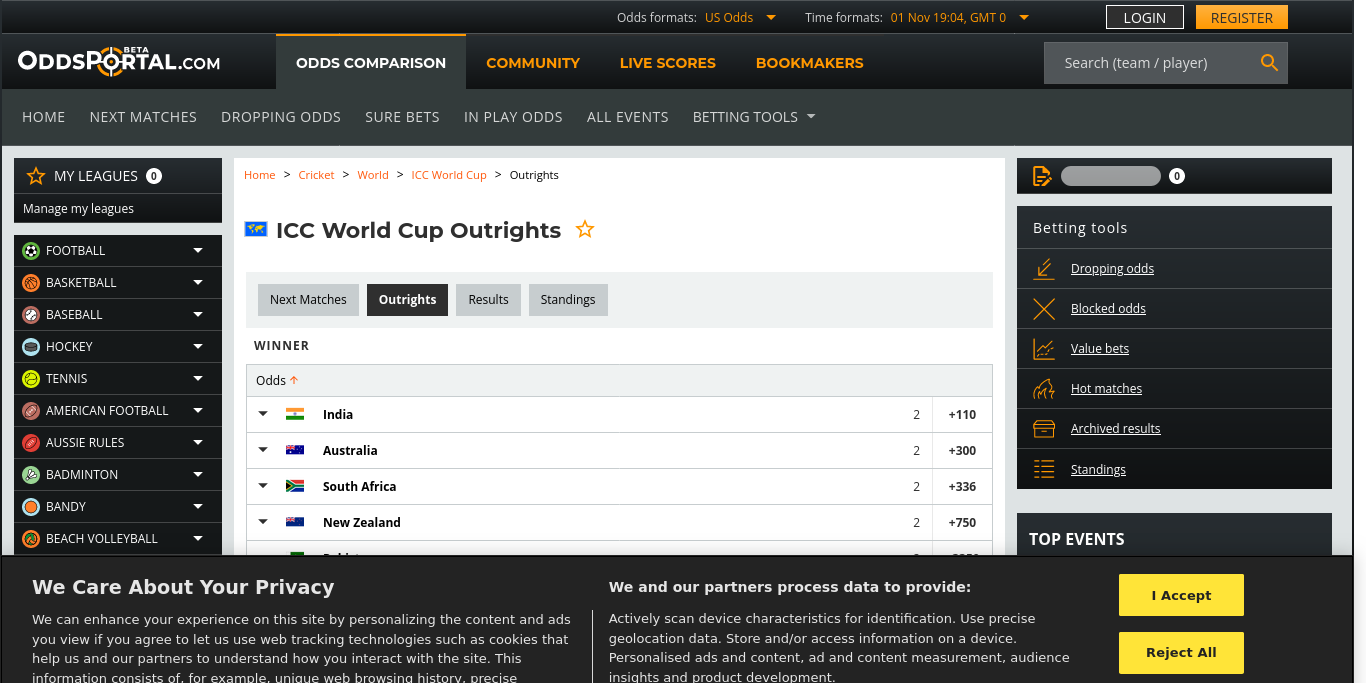 Odds formats: US Odds Time formats: 01 Nov 19:04, GMT 0 LOGIN REGISTER
ODDSPORTAL.COM BETA
ODDS COMPARISON COMMUNITY LIVE SCORES BOOKMAKERS Search (team / player)
HOME NEXT MATCHES DROPPING ODDS SURE BETS IN PLAY ODDS ALL EVENTS BETTING TOOLS
MY LEAGUES 0
Manage my leagues
FOOTBALL
BASKETBALL
BASEBALL
HOCKEY
TENNIS
AMERICAN FOOTBALL
AUSSIE RULES
BADMINTON
BANDY
BEACH VOLLEYBALL
Home > Cricket > World > ICC World Cup > Outrights
ICC World Cup Outrights
Next Matches Outrights Results Standings
WINNER
Odds
India 2 +110
Australia 2 +300
South Africa 2 +336
New Zealand 2 +750
0
Betting tools
Dropping odds
Blocked odds
Value bets
Hot matches
Archived results
Standings
TOP EVENTS
We Care About Your Privacy
We can enhance your experience on this site by personalizing the content and ads
you view if you agree to let us use web tracking technologies such as cookies that
help us and our partners to understand how you interact with the site. This
information consists of, for example, unique web browsing history, precise
We and our partners process data to provide:
Actively scan device characteristics for identification. Use precise
geolocation data. Store and/or access information on a device.
Personalised ads and content, ad and content measurement, audience
insights and product development.
I Accept
Reject All